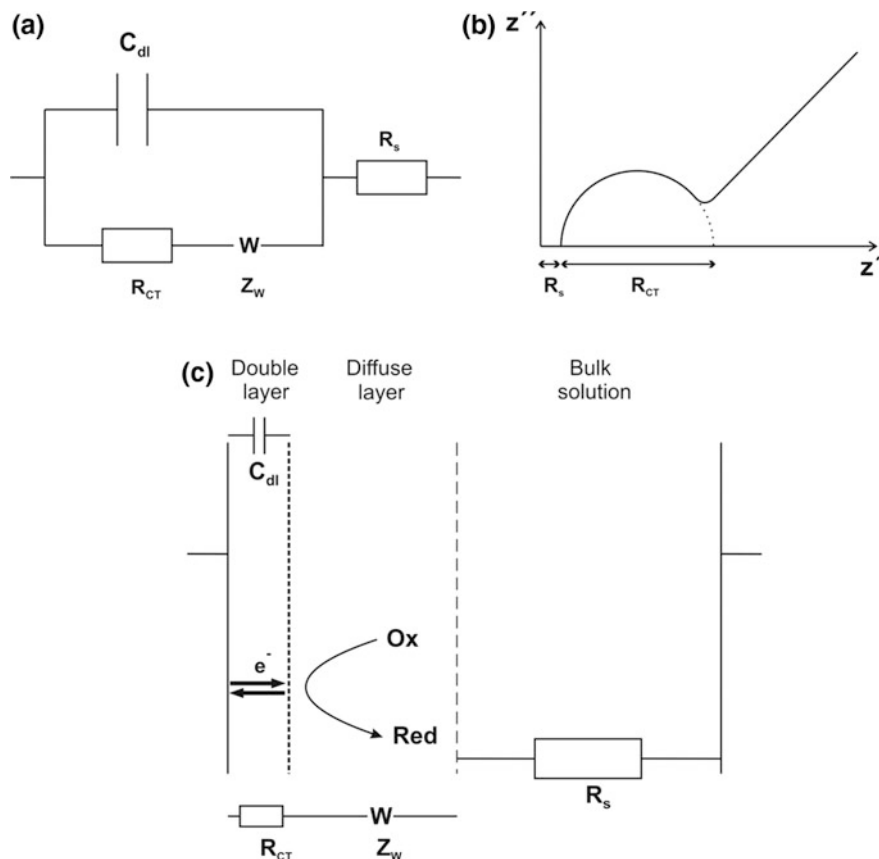 (a)
C_dl
R_s
R_CT
W
Z_W
(b)
z´´
z´
R_s
R_CT
(c)
Double layer
Diffuse layer
Bulk solution
C_dl
e⁻
Ox
Red
R_s
R_CT
W
Z_W